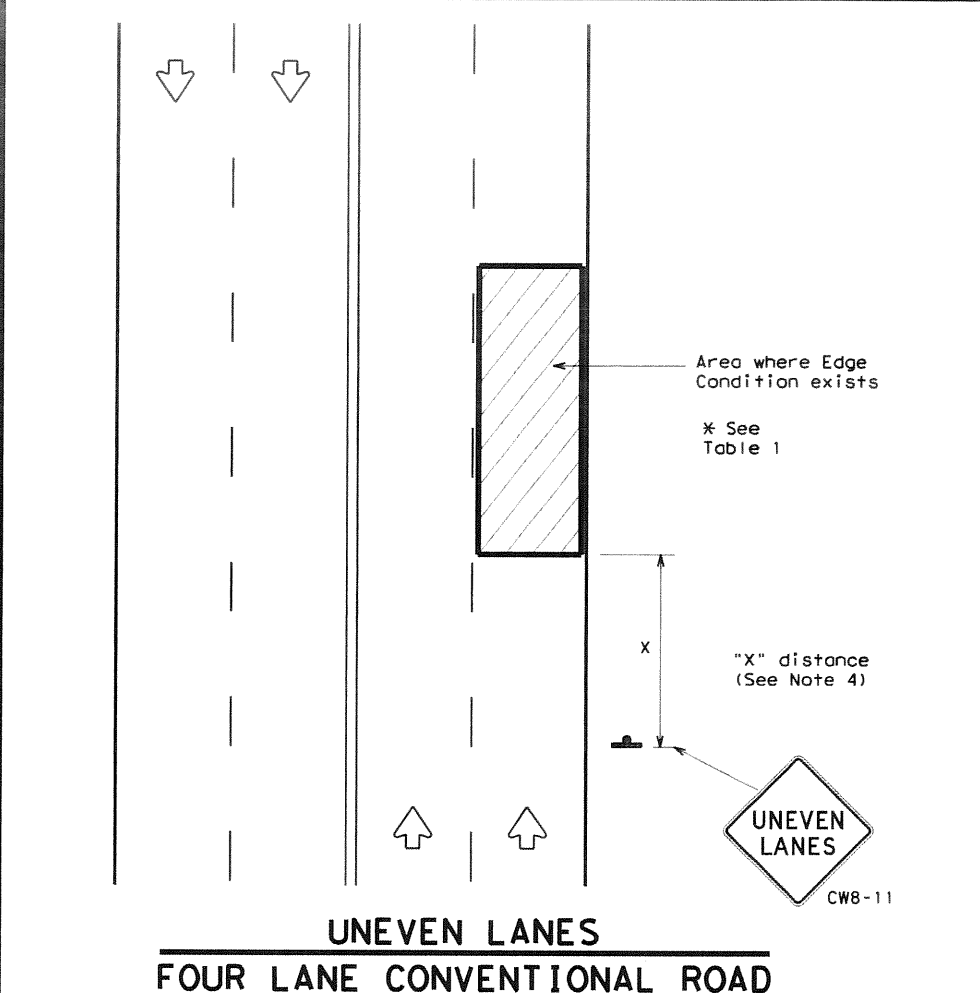 Area where Edge
Condition exists
* See
Table 1
X
"X" distance
(See Note 4)
UNEVEN
LANES
CW8-11
UNEVEN LANES
FOUR LANE CONVENTIONAL ROAD